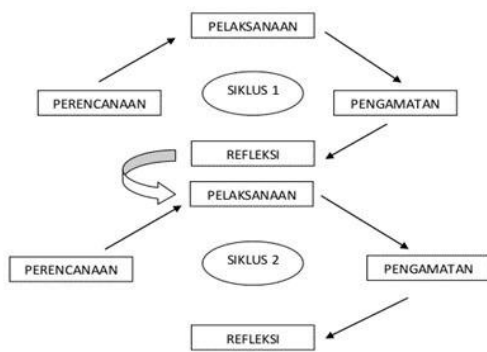 PELAKSANAAN
SIKLUS 1
PERENCANAAN
PENGAMATAN
REFLEKSI
PELAKSANAAN
SIKLUS 2
PERENCANAAN
PENGAMATAN
REFLEKSI